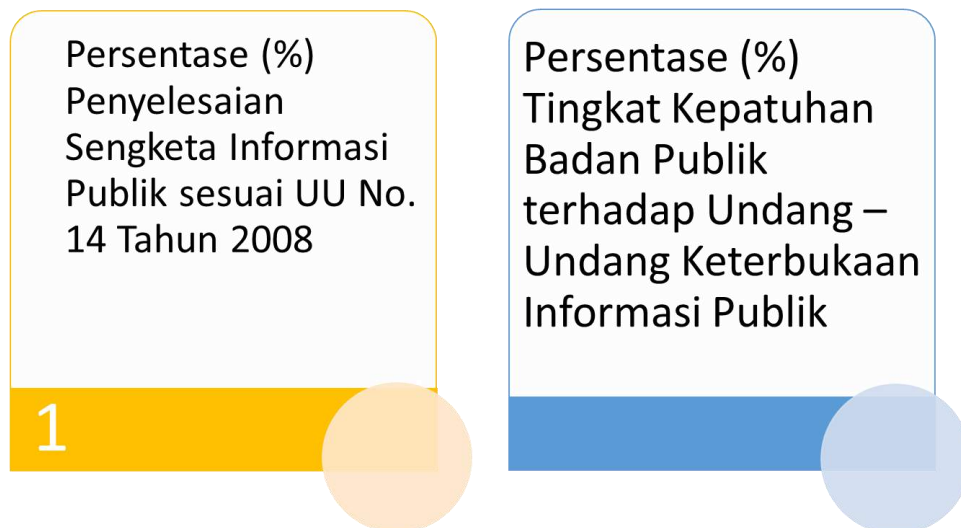 Persentase (%)
Penyelesaian
Sengketa Informasi
Publik sesuai UU No.
14 Tahun 2008
1
Persentase (%)
Tingkat Kepatuhan
Badan Publik
terhadap Undang –
Undang Keterbukaan
Informasi Publik